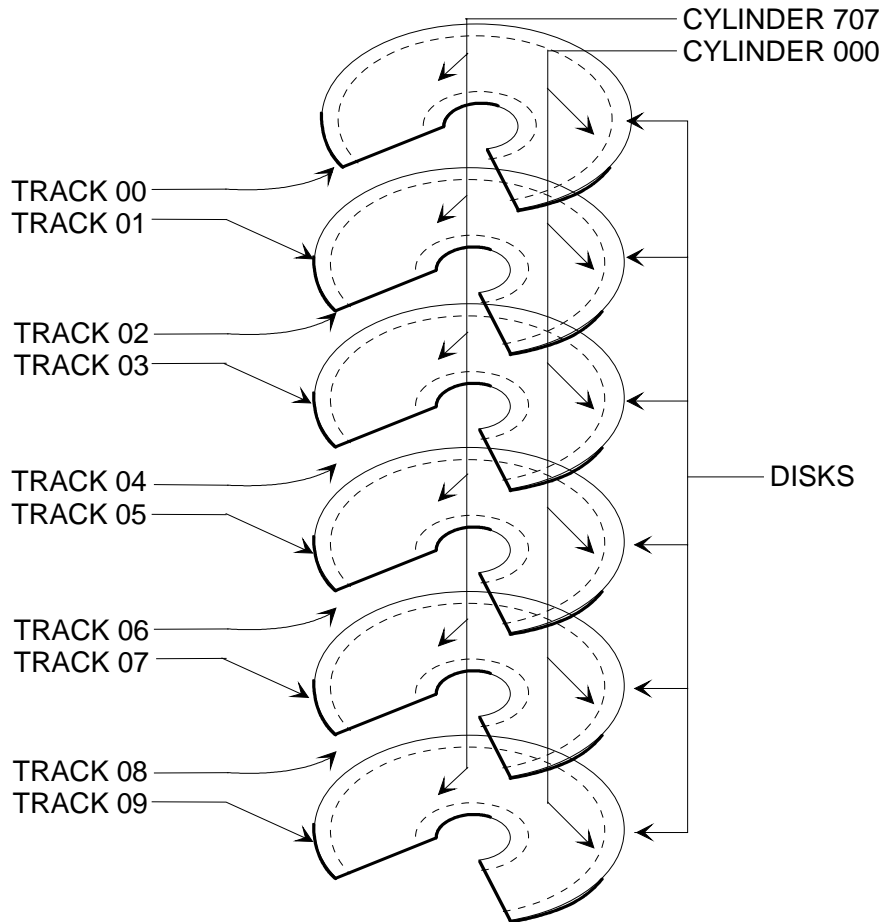 CYLINDER 707
CYLINDER 000
TRACK 00
TRACK 01
TRACK 02
TRACK 03
TRACK 04
TRACK 05
DISKS
TRACK 06
TRACK 07
TRACK 08
TRACK 09